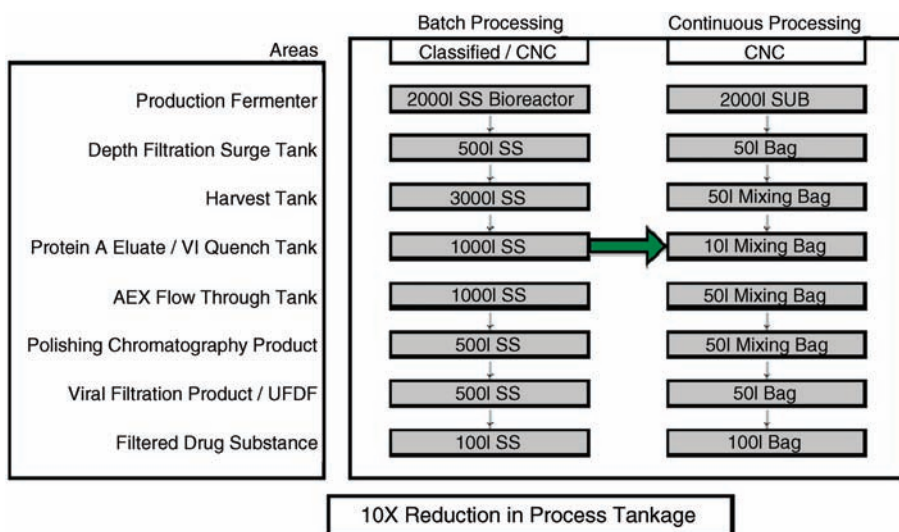 Batch Processing Continuous Processing
Areas Classified / CNC CNC
Production Fermenter 2000l SS Bioreactor 2000l SUB
Depth Filtration Surge Tank 500l SS 50l Bag
Harvest Tank 3000l SS 50l Mixing Bag
Protein A Eluate / VI Quench Tank 1000l SS 10l Mixing Bag
AEX Flow Through Tank 1000l SS 50l Mixing Bag
Polishing Chromatography Product 500l SS 50l Mixing Bag
Viral Filtration Product / UFDF 500l SS 50l Bag
Filtered Drug Substance 100l SS 100l Bag
10X Reduction in Process Tankage